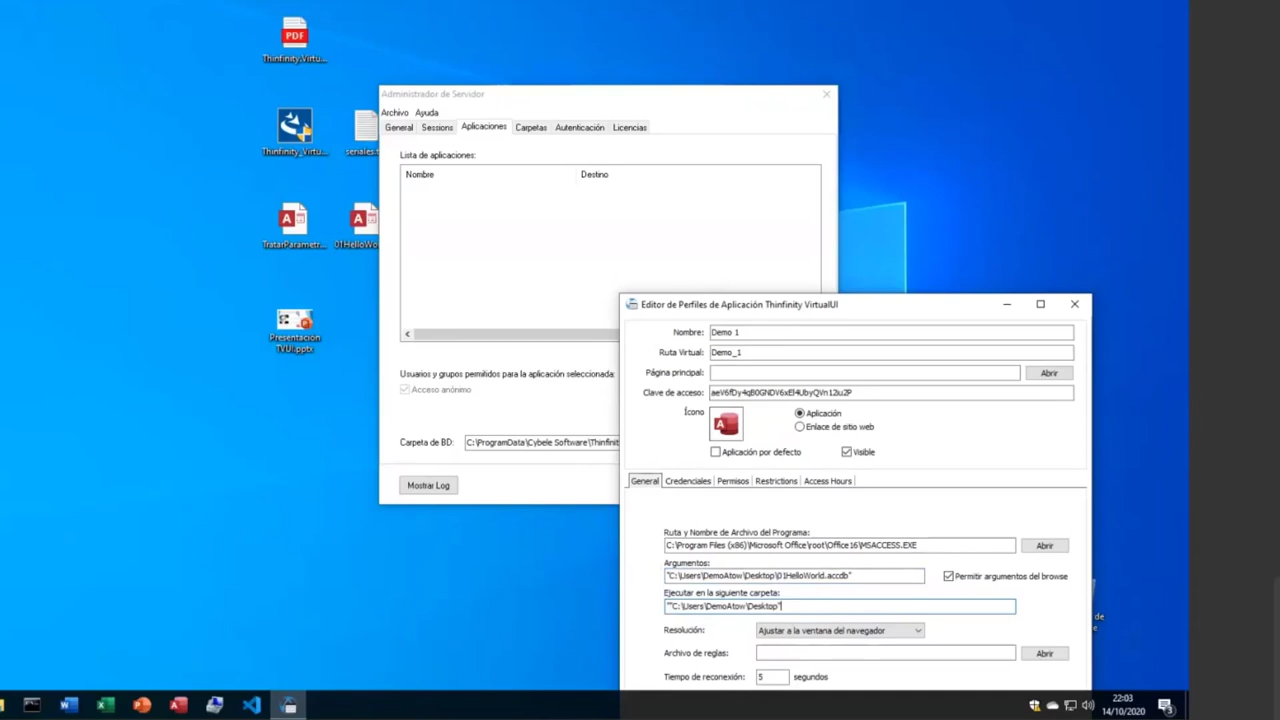 PDF
Thinfinity.Virtu...
Thinfinity_Virtu...
seriales.t
TratarParametr...
01HelloWo
Presentacion
TVUI.pptx
Administrador de Servidor
Archivo Ayuda
General Sessions Aplicaciones Carpetas Autenticación Licencias
Lista de aplicaciones:
Nombre Destino
Usuarios y grupos permitidos para la aplicación seleccionada:
Acceso anónimo
Carpeta de BD: C:\ProgramData\Cybele Software\Thinfinit
Mostrar Log
Editor de Perfiles de Aplicación Thinfinity VirtualUI
Nombre: Demo 1
Ruta Virtual: Demo_1
Página principal: Abrir
Clave de acceso:
Ícono
Aplicación
Enlace de sitio web
Aplicación por defecto Visible
General Credenciales Permisos Restrictions Access Hours
Ruta y Nombre de Archivo del Programa:
C:\Program Files (x86)\Microsoft Office\root\Office16\MSACCESS.EXE Abrir
Argumentos:
"C:\Users\DemoAtow\Desktop\01HelloWorld.accdb" Permitir argumentos del browse
Ejecutar en la siguiente carpeta:
""C:\Users\DemoAtow\Desktop"
Resolución: Ajustar a la ventana del navegador
Archivo de reglas: Abrir
Tiempo de reconexión: 5 segundos
de
e
22:03
14/10/2020
3